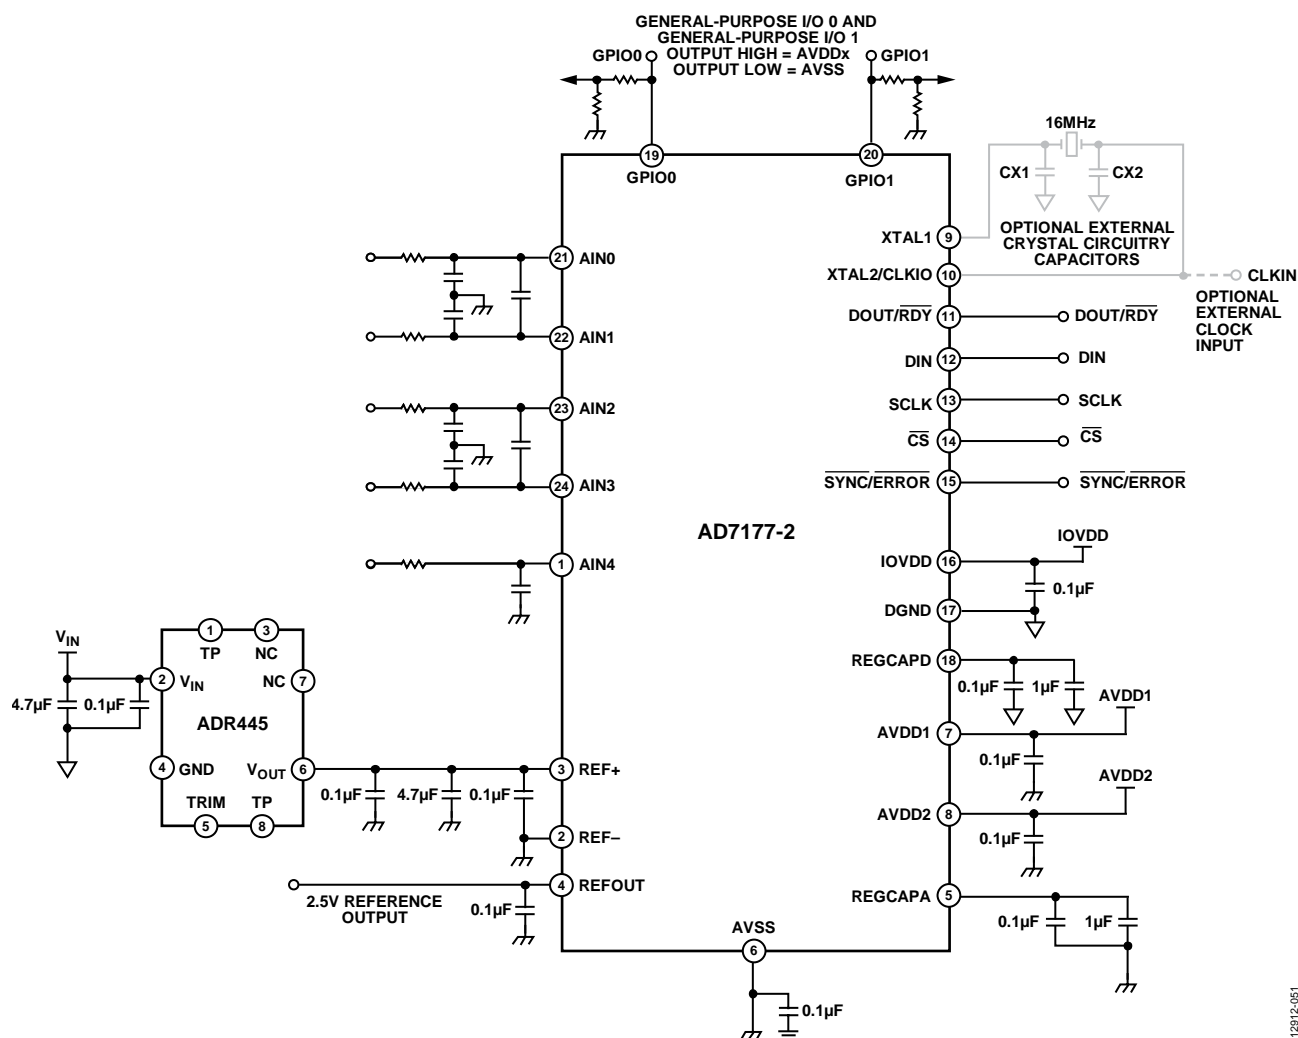 GENERAL-PURPOSE I/O 0 AND
GENERAL-PURPOSE I/O 1
OUTPUT HIGH = AVDDx
OUTPUT LOW = AVSS
GPIO0
GPIO1
19
GPIO0
20
GPIO1
16MHz
CX1
CX2
OPTIONAL EXTERNAL
CRYSTAL CIRCUITRY
CAPACITORS
XTAL1 9
XTAL2/CLKIO 10
CLKIN
OPTIONAL
EXTERNAL
CLOCK
INPUT
DOUT/RDY 11 DOUT/RDY
DIN 12 DIN
SCLK 13 SCLK
CS 14 CS
SYNC/ERROR 15 SYNC/ERROR
21 AIN0
22 AIN1
23 AIN2
24 AIN3
1 AIN4
AD7177-2
IOVDD
IOVDD 16
0.1µF
DGND 17
REGCAPD 18
0.1µF
1µF
AVDD1
AVDD1 7
0.1µF
AVDD2
AVDD2 8
0.1µF
REGCAPA 5
0.1µF
1µF
VIN
4.7µF
0.1µF
1
TP
3
NC
2 VIN
NC 7
ADR445
4 GND
VOUT 6
TRIM
5
TP
8
0.1µF
4.7µF
0.1µF
3 REF+
2 REF–
4 REFOUT
2.5V REFERENCE
OUTPUT
0.1µF
AVSS
6
0.1µF
12912-051